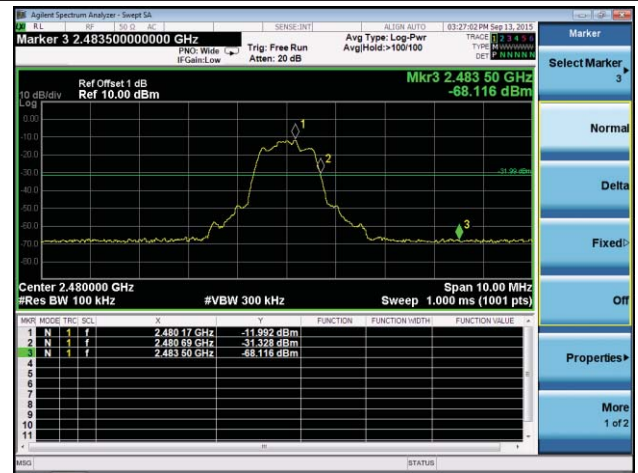 Agilent Spectrum Analyzer - Swept SA
RL RF 50 Ω AC SENSE:INT ALIGN AUTO 03:27:02 PM Sep 13, 2015
Marker 3 2.483500000000 GHz
PNO: Wide
IFGain:Low
Trig: Free Run
Atten: 20 dB
Avg Type: Log-Pwr
Avg|Hold:>100/100
TRACE 1 2 3 4 5 6
TYPE M WWWWW
DET P N N N N N
Marker
Select Marker
3
Normal
Delta
Fixed
Off
Properties
More
1 of 2
Mkr3 2.483 50 GHz
-68.116 dBm
Ref Offset 1 dB
10 dB/div Ref 10.00 dBm
Log
0.00
-10.0
-20.0
-30.0
-40.0
-50.0
-60.0
-70.0
-80.0
1
2
3
-31.99 dBm
Center 2.480000 GHz Span 10.00 MHz
#Res BW 100 kHz #VBW 300 kHz Sweep 1.000 ms (1001 pts)
MKR MODE TRC SCL X Y FUNCTION FUNCTION WIDTH FUNCTION VALUE
1 N 1 f 2.480 17 GHz -11.992 dBm
2 N 1 f 2.480 69 GHz -31.328 dBm
3 N 1 f 2.483 50 GHz -68.116 dBm
4
5
6
7
8
9
10
11
MSG STATUS